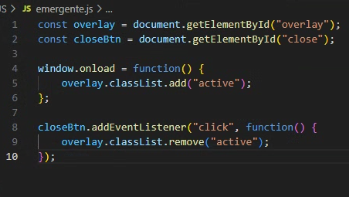 JS > JS emergente.js > ...
1 const overlay = document.getElementById("overlay");
2 const closeBtn = document.getElementById("close");
3
4 window.onload = function() {
5     overlay.classList.add("active");
6 };
7
8 closeBtn.addEventListener("click", function() {
9     overlay.classList.remove("active");
10 });